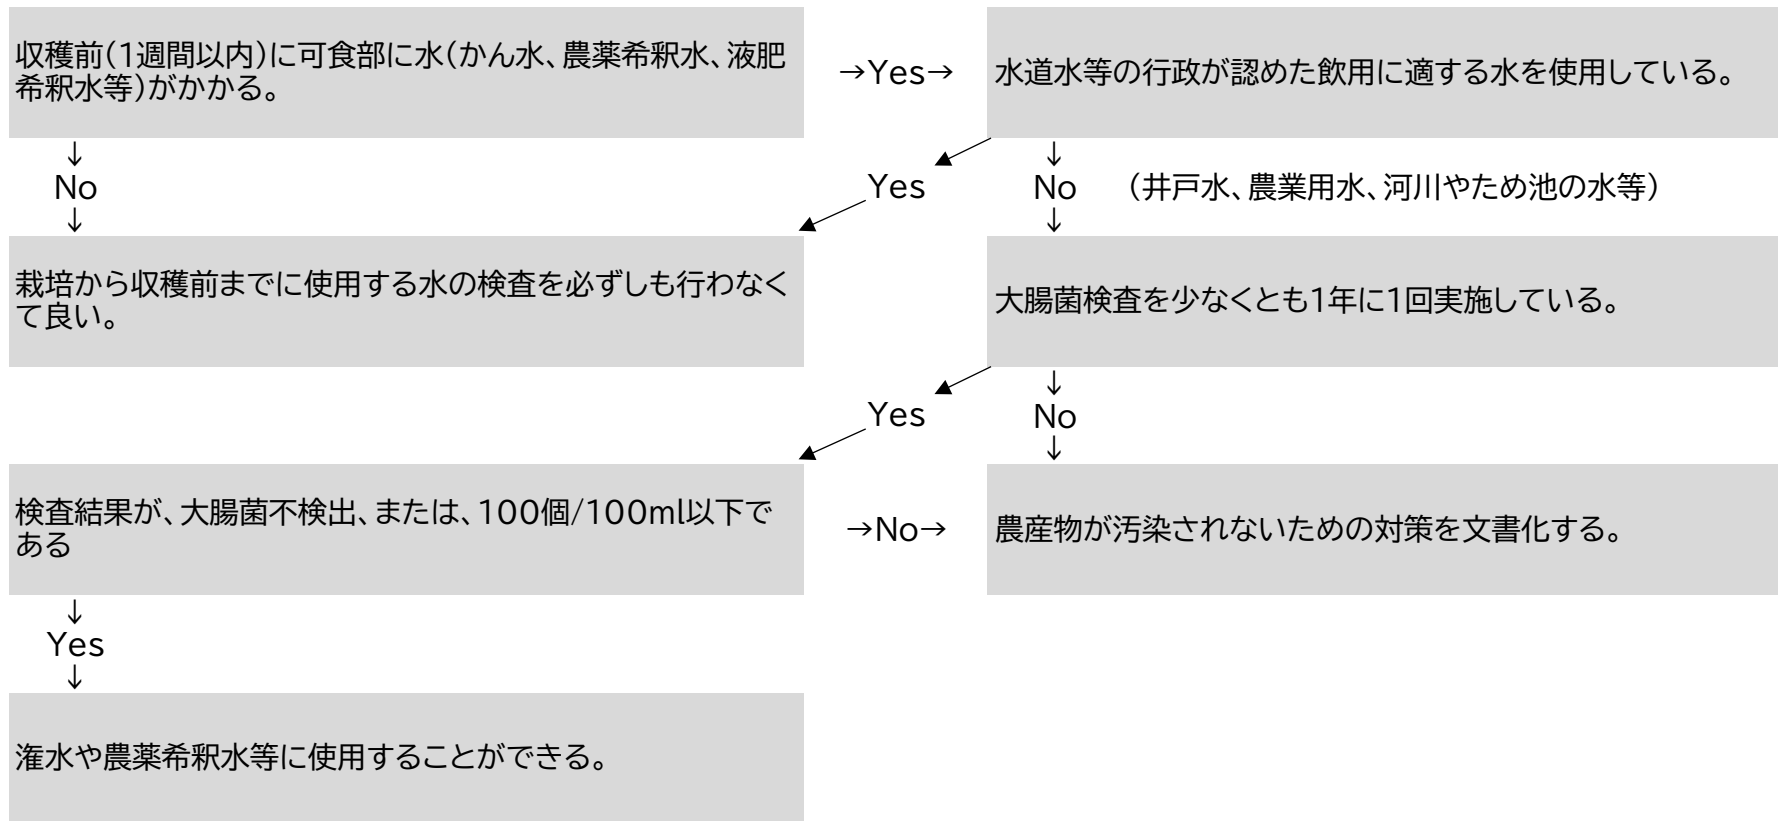 収穫前(1週間以内)に可食部に水(かん水、農薬希釈水、液肥
希釈水等)がかかる。
→Yes→
水道水等の行政が認めた飲用に適する水を使用している。
↓
No
↓
Yes
↓
No (井戸水、農業用水、河川やため池の水等)
↓
栽培から収穫前までに使用する水の検査を必ずしも行わなく
て良い。
大腸菌検査を少なくとも1年に1回実施している。
Yes
↓
No
↓
検査結果が、大腸菌不検出、または、100個/100ml以下で
ある
→No→
農産物が汚染されないための対策を文書化する。
↓
Yes
↓
潅水や農薬希釈水等に使用することができる。